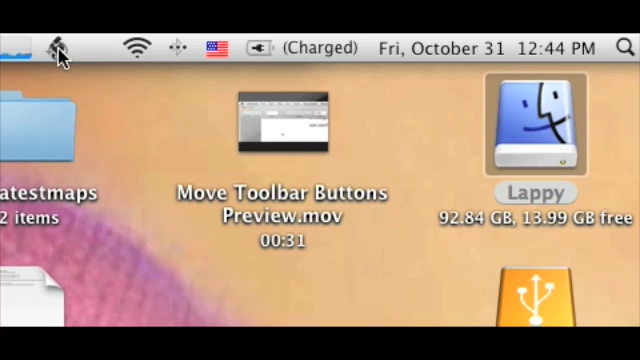 (Charged) Fri, October 31 12:44 PM
atestmaps
2 items
Move Toolbar Buttons
Preview.mov
00:31
Lappy
92.84 GB, 13.99 GB free